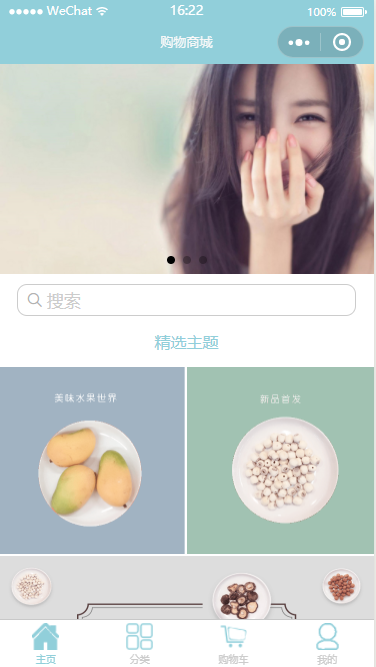 WeChat 16:22 100%
购物商城
搜索
精选主题
美味水果世界
新品首发
主页 分类 购物车 我的